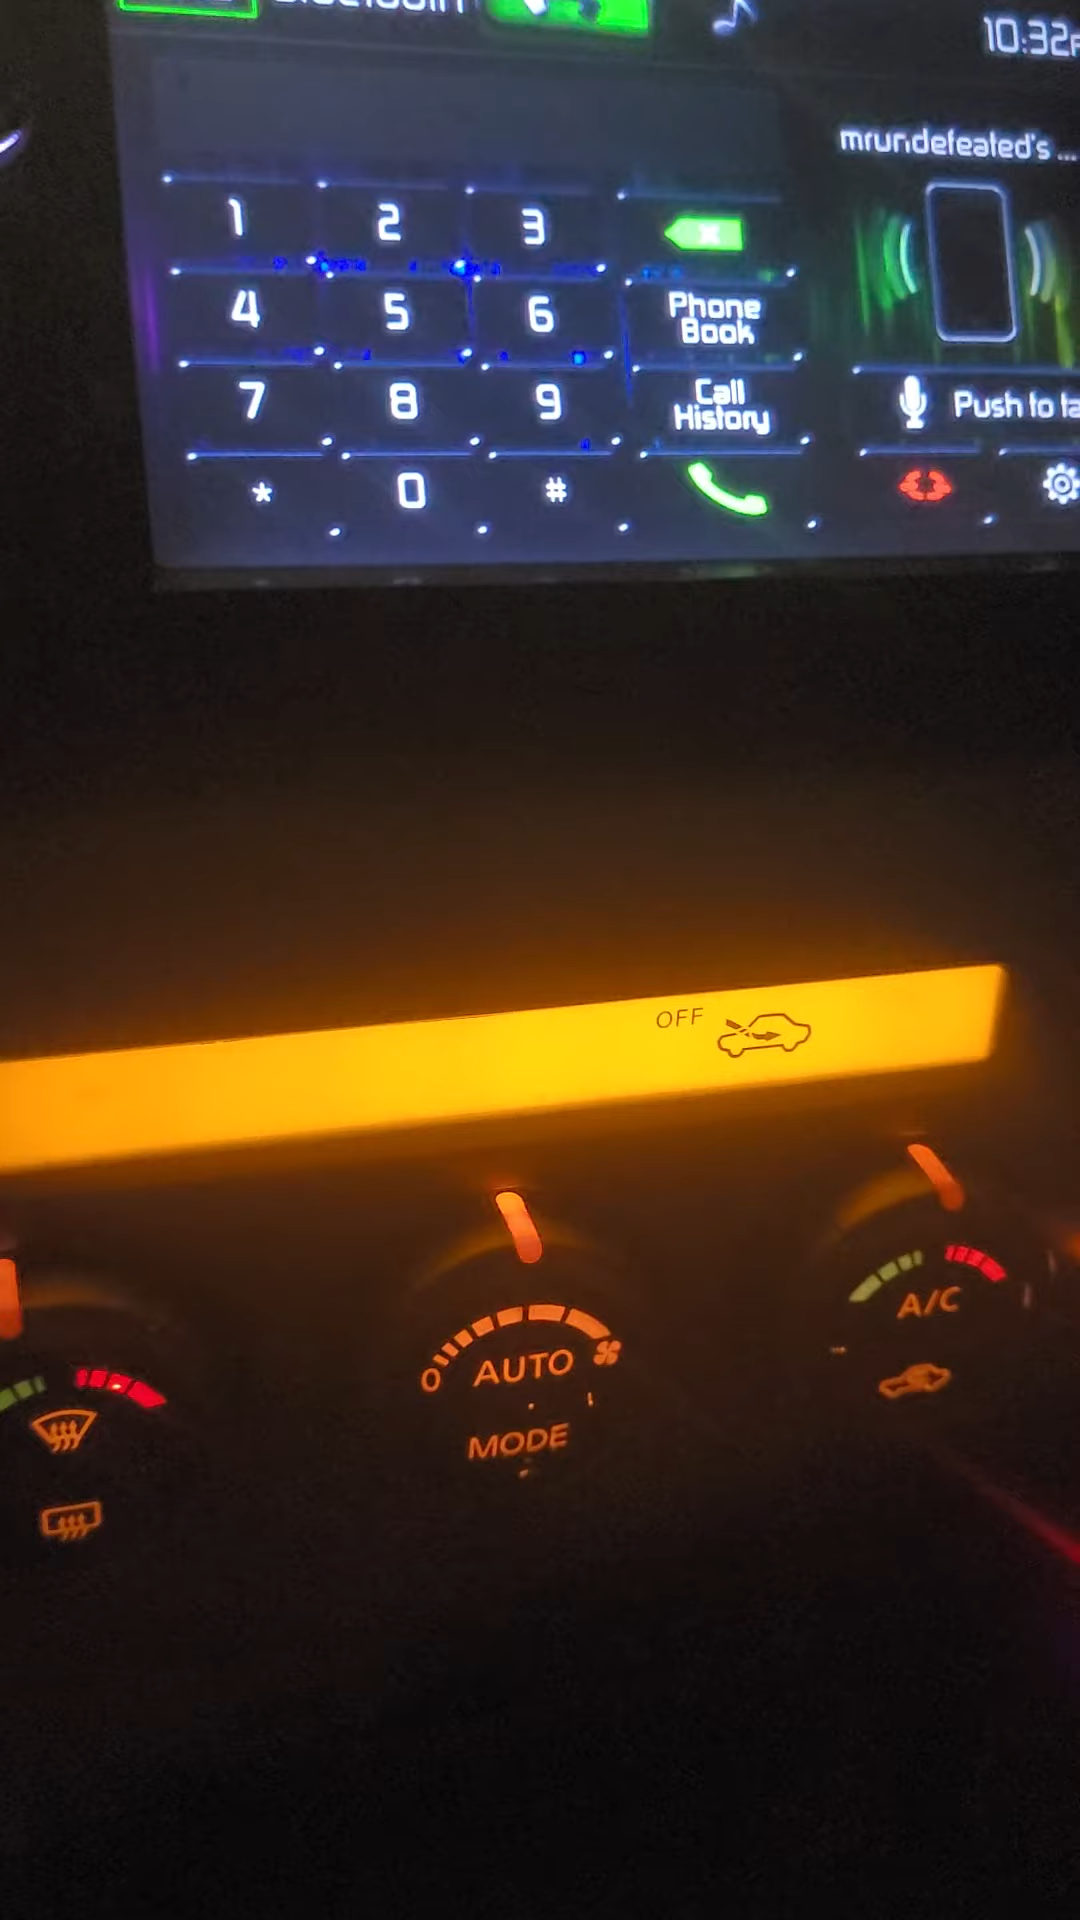 Bluetooth
10:32
mrundefeated's ...
1 2 3
4 5 6
Phone Book
7 8 9
Call History
Push to
* 0 #
OFF
A/C
0 AUTO
MODE